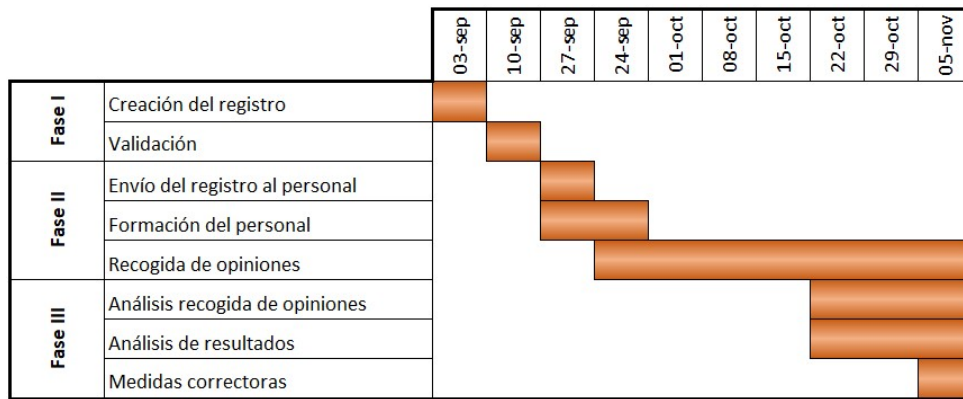 03-sep
10-sep
27-sep
24-sep
01-oct
08-oct
15-oct
22-oct
29-oct
05-nov
Fase I
Creación del registro
Validación
Fase II
Envío del registro al personal
Formación del personal
Recogida de opiniones
Fase III
Análisis recogida de opiniones
Análisis de resultados
Medidas correctoras